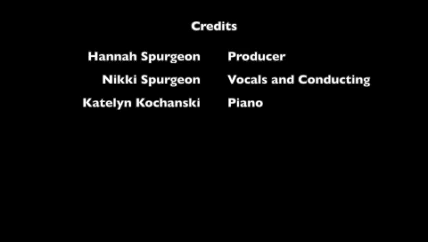 Credits
Hannah Spurgeon Producer
Nikki Spurgeon Vocals and Conducting
Katelyn Kochanski Piano